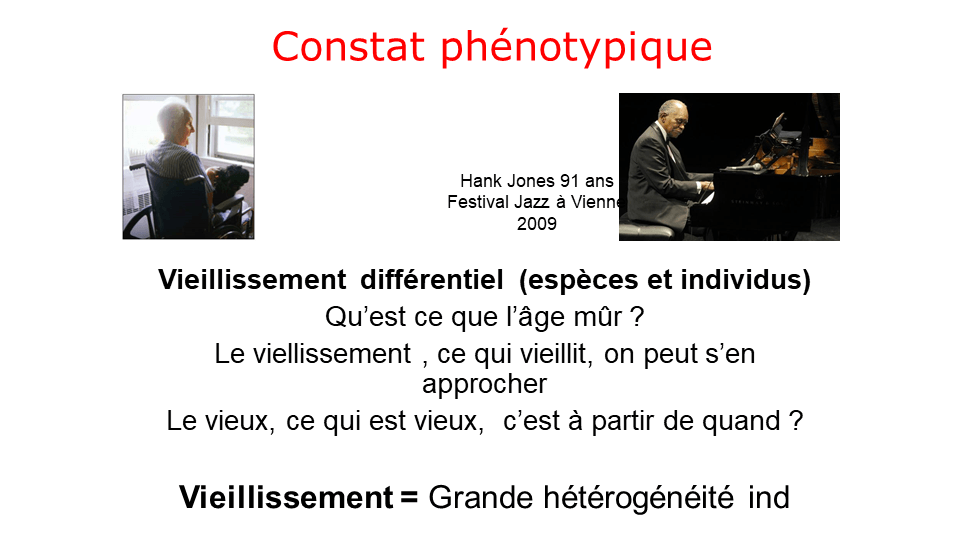 Constat phénotypique
Hank Jones 91 ans
Festival Jazz à Vienne
2009
Vieillissement différentiel (espèces et individus)
Qu’est ce que l’âge mûr ?
Le viellissement , ce qui vieillit, on peut s’en
approcher
Le vieux, ce qui est vieux, c’est à partir de quand ?
Vieillissement = Grande hétérogénéité ind